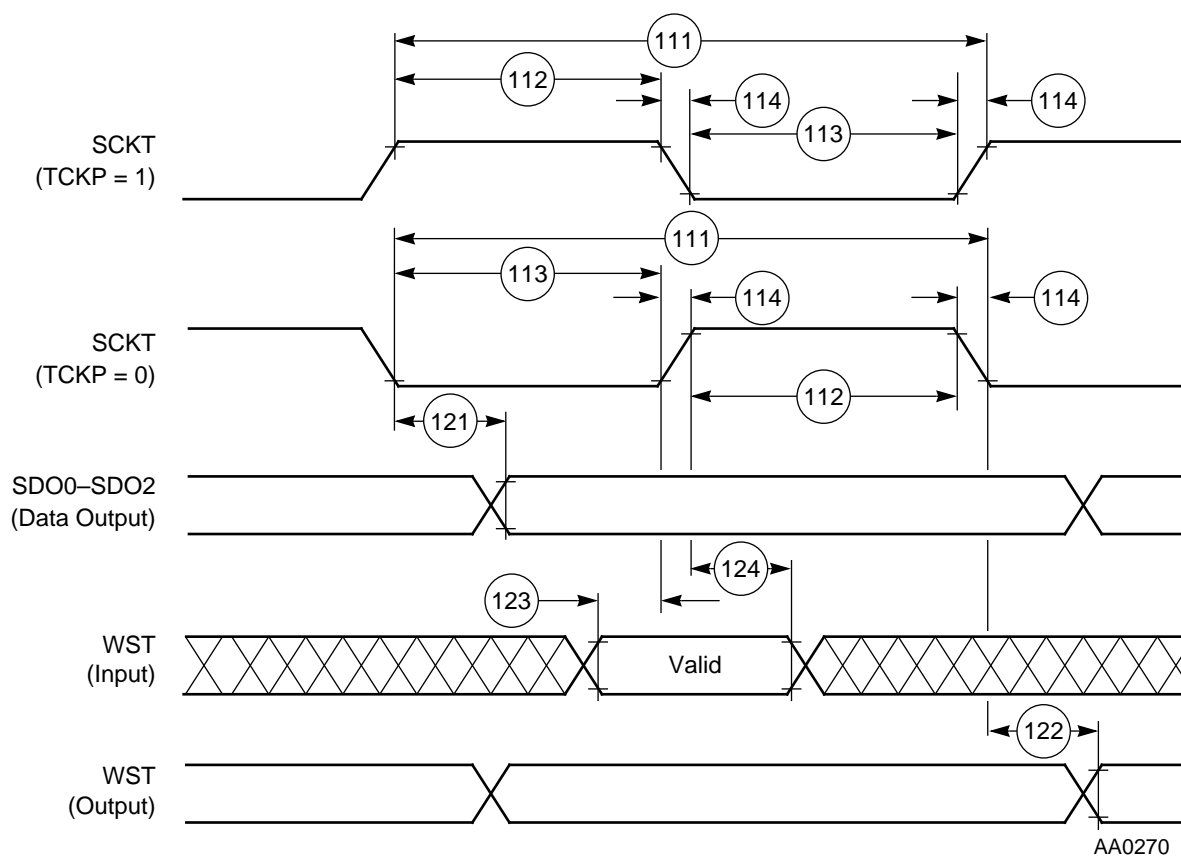 111
112
114
114
113
SCKT
(TCKP = 1)
111
113
114
114
SCKT
(TCKP = 0)
112
121
SDO0–SDO2
(Data Output)
124
123
WST
(Input)
Valid
122
WST
(Output)
AA0270